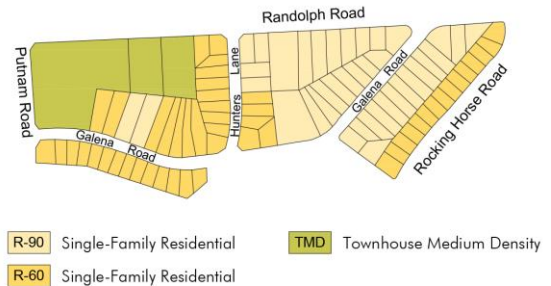 Randolph Road
Putnam Road
Hunters Lane
Galena Road
Galena Road
Rocking Horse Road
R-90 Single-Family Residential
TMD Townhouse Medium Density
R-60 Single-Family Residential